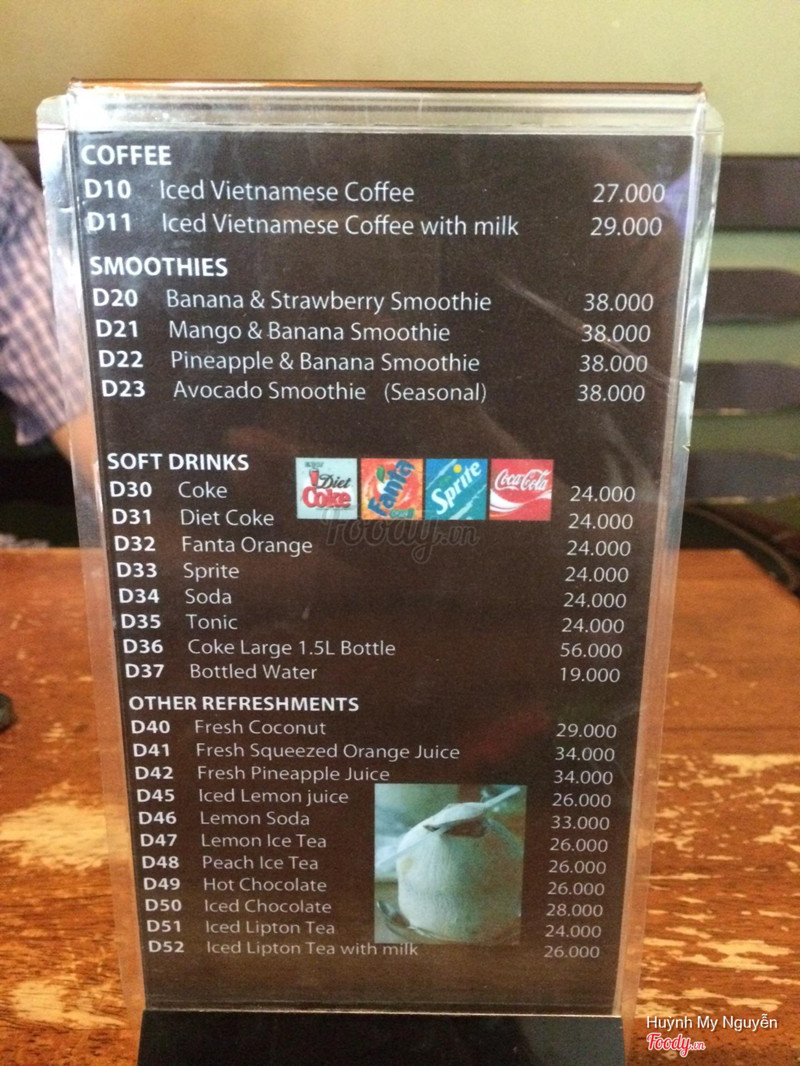 COFFEE
D10 Iced Vietnamese Coffee 27.000
D11 Iced Vietnamese Coffee with milk 29.000
SMOOTHIES
D20 Banana & Strawberry Smoothie 38.000
D21 Mango & Banana Smoothie 38.000
D22 Pineapple & Banana Smoothie 38.000
D23 Avocado Smoothie (Seasonal) 38.000
SOFT DRINKS
Diet Coke Fanta Sprite Coca-Cola
D30 Coke 24.000
D31 Diet Coke 24.000
Foody.vn
D32 Fanta Orange 24.000
D33 Sprite 24.000
D34 Soda 24.000
D35 Tonic 24.000
D36 Coke Large 1.5L Bottle 56.000
D37 Bottled Water 19.000
OTHER REFRESHMENTS
D40 Fresh Coconut 29.000
D41 Fresh Squeezed Orange Juice 34.000
D42 Fresh Pineapple Juice 34.000
D45 Iced Lemon juice 26.000
D46 Lemon Soda 33.000
D47 Lemon Ice Tea 26.000
D48 Peach Ice Tea 26.000
D49 Hot Chocolate 26.000
D50 Iced Chocolate 28.000
D51 Iced Lipton Tea 24.000
D52 Iced Lipton Tea with milk 26.000
Huynh My Nguyễn
Foody.vn